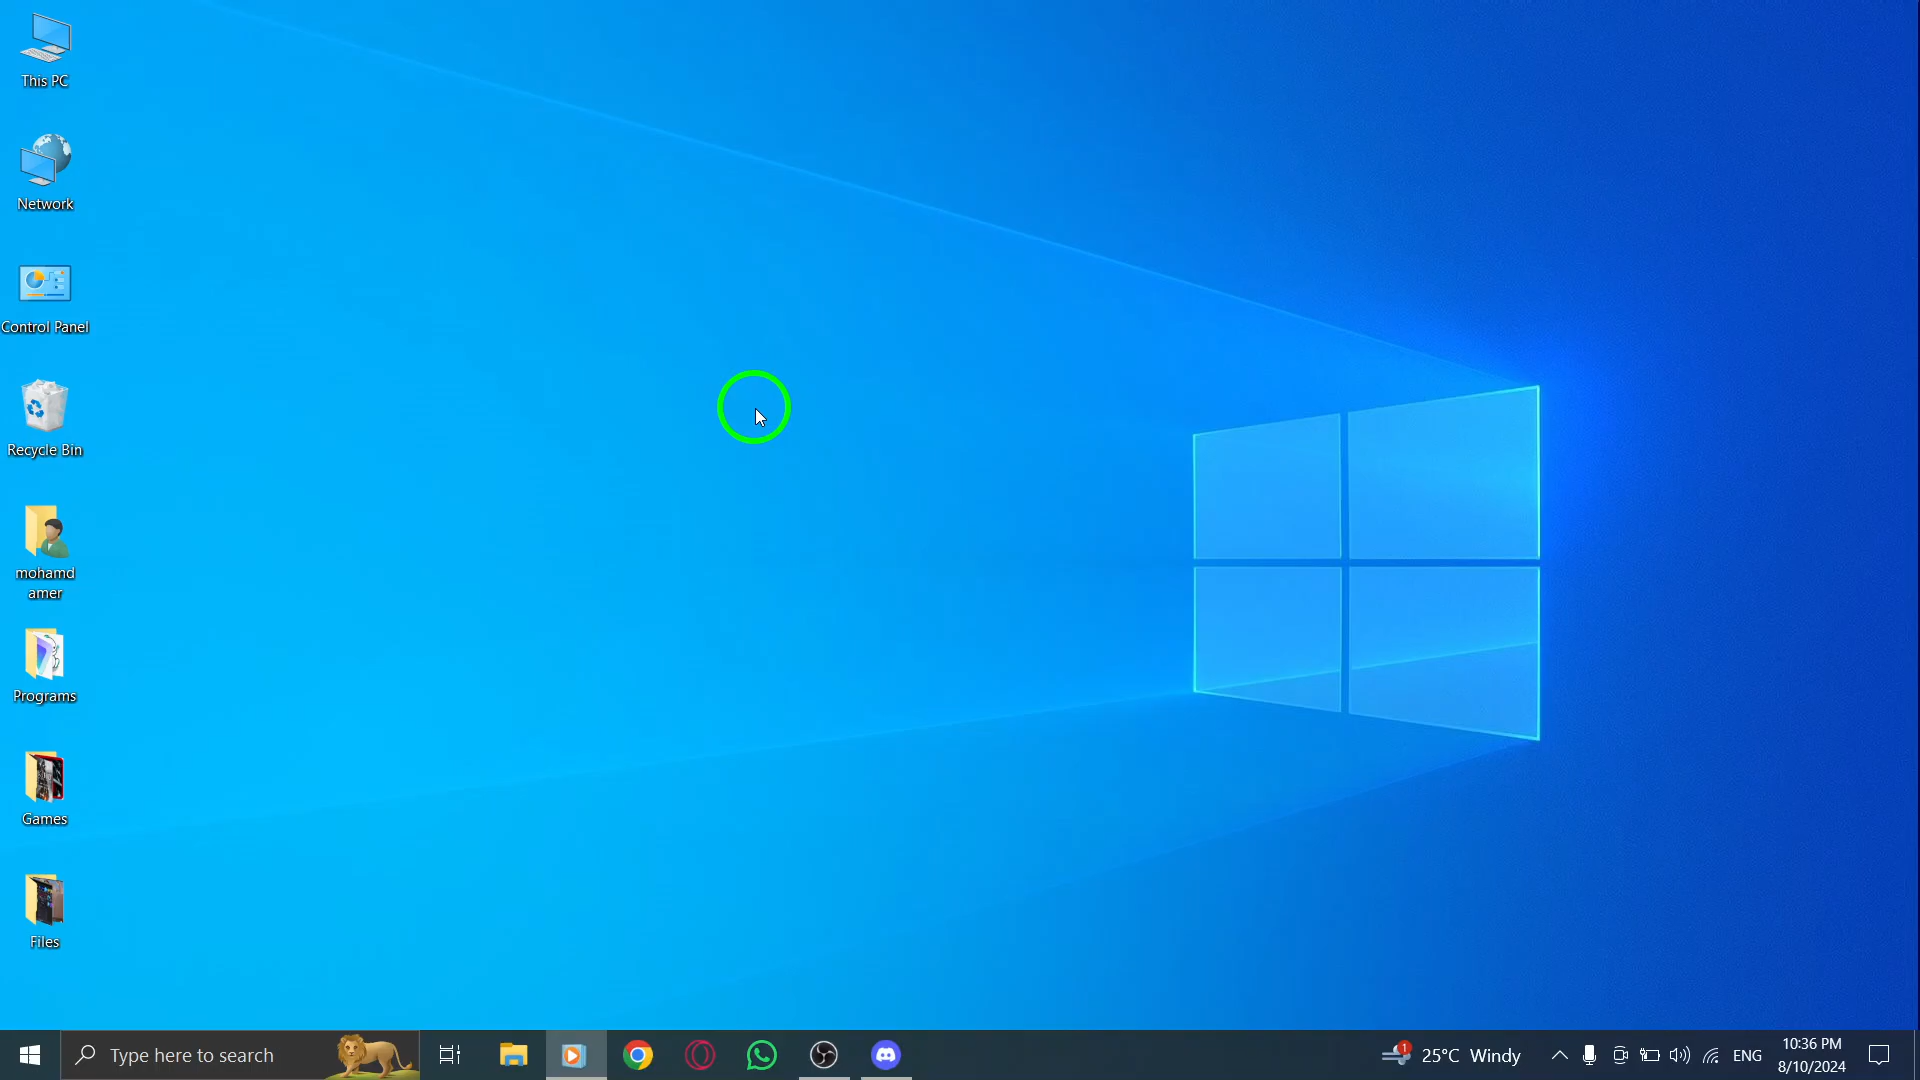 This PC
Network
Control Panel
Recycle Bin
mohamd
amer
Programs
Games
Files
Type here to search
1
25°C Windy
ENG
10:36 PM
8/10/2024